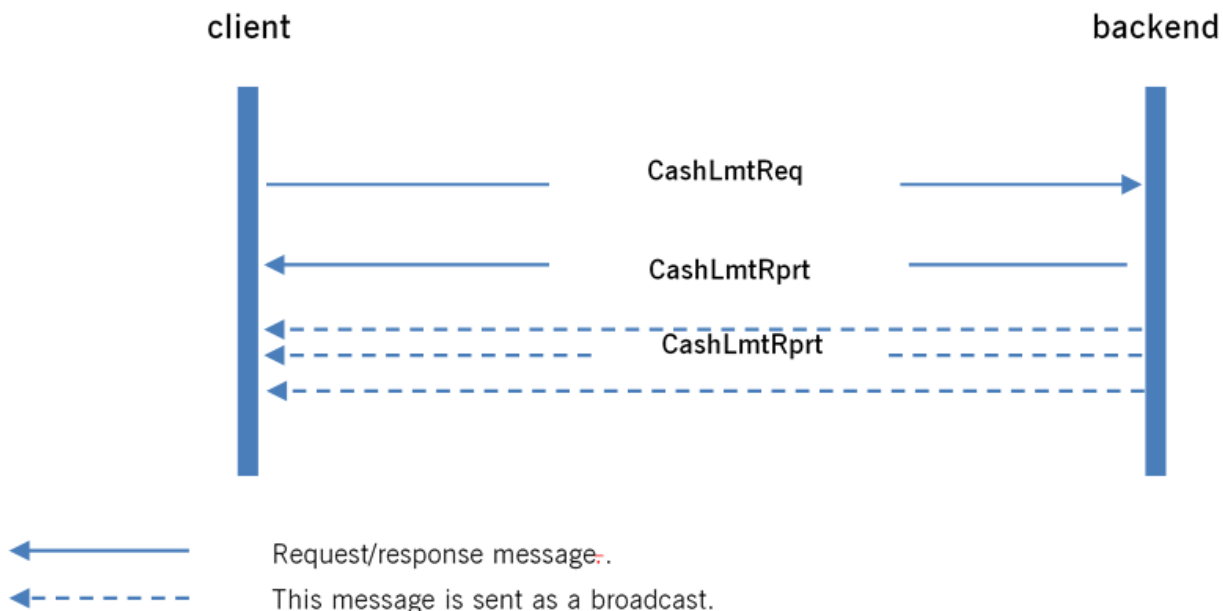 client
backend
CashLmtReq
CashLmtRprt
CashLmtRprt
Request/response message..
This message is sent as a broadcast.